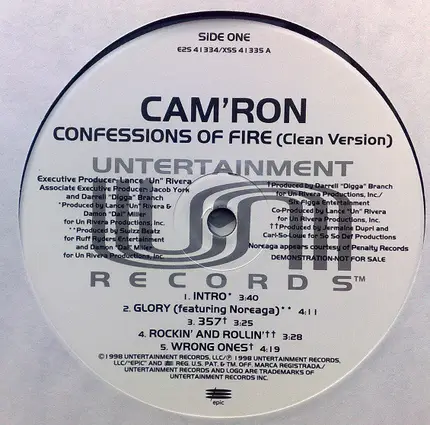 SIDE ONE
E2S 41334/XSS 41335 A
CAM'RON
CONFESSIONS OF FIRE (Clean Version)
UNTERTAINMENT
Executive Producer: Lance "Un" Rivera
Associate Executive Producer: Jacob York
and Darrell "Digga" Branch
*Produced by Lance "Un" Rivera &
Damon "Dat" Miller
for Un Rivera Productions, Inc.
**Produced by Swizz Beatz
for Ruff Ryders Entertainment
and Damon "Dat" Miller
for Un Rivera Productions, Inc.
†Produced by Darrell "Digga" Branch
for Un Rivera Productions, Inc./
Six Figga Entertainment
Co-Produced by Lance "Un" Rivera
for Un Rivera Productions, Inc.
††Produced by Jermaine Dupri and
Carl-So-Lowe for So So Def Productions
Noreaga appears courtesy of Penalty Records
DEMONSTRATION-NOT FOR SALE
RECORDS™
1. INTRO* 3:40
2. GLORY (featuring Noreaga)** 4:11
3. 357† 3:25
4. ROCKIN' AND ROLLIN'†† 3:28
5. WRONG ONES† 4:19
©1998 UNTERTAINMENT RECORDS, LLC/℗ 1998 UNTERTAINMENT RECORDS,
LLC/"EPIC" AND REG. U.S. PAT. & TM. OFF. MARCA REGISTRADA./
UNTERTAINMENT RECORDS AND LOGO ARE TRADEMARKS OF
UNTERTAINMENT RECORDS INC.
epic